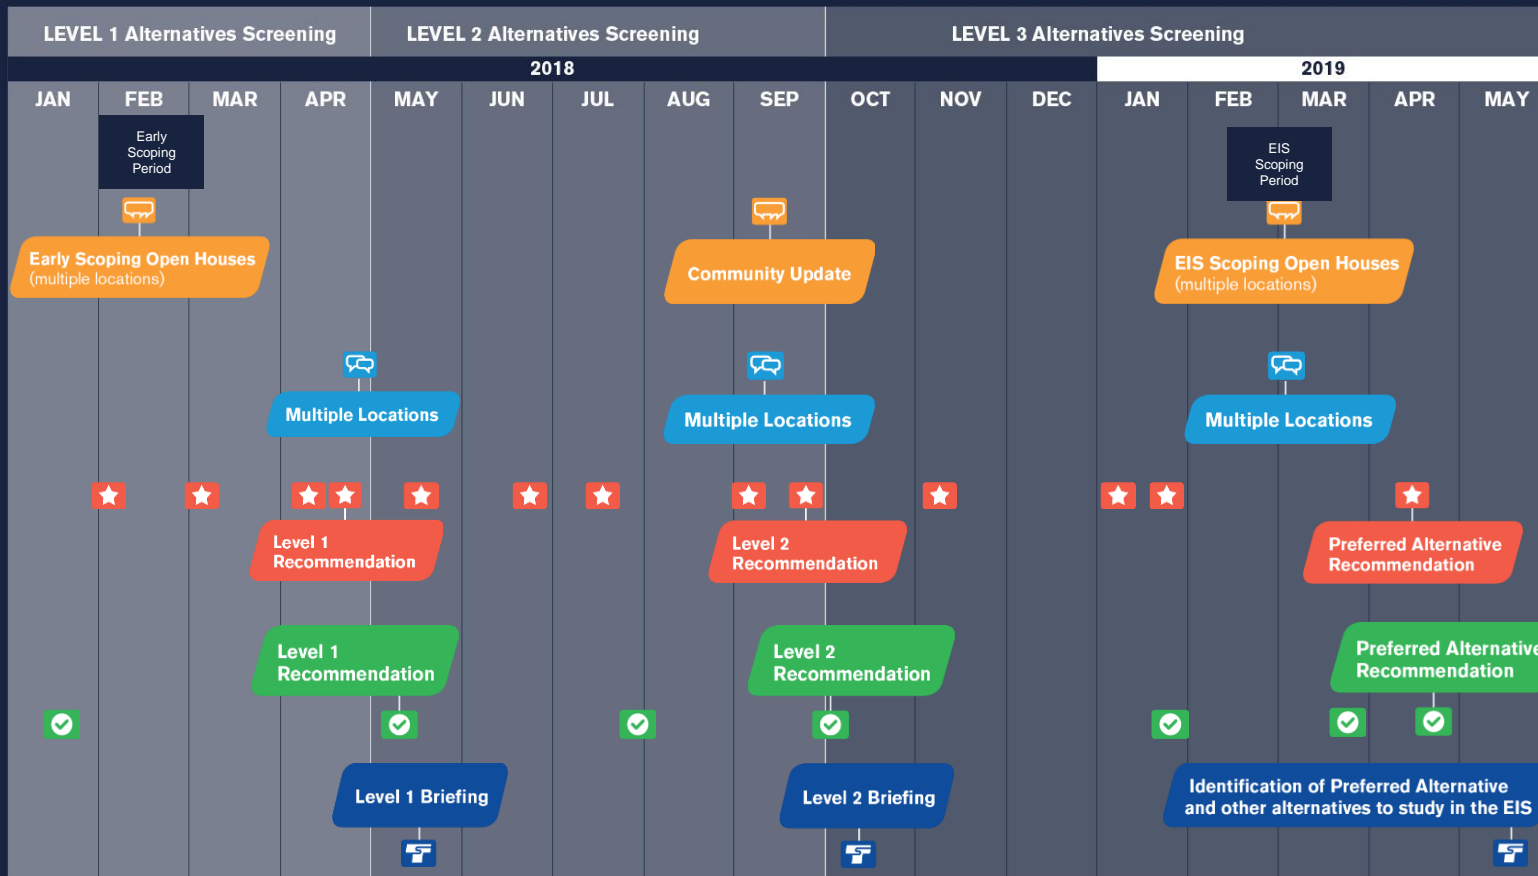 LEVEL 1 Alternatives Screening
LEVEL 2 Alternatives Screening
LEVEL 3 Alternatives Screening
2018
2019
JAN
FEB
MAR
APR
MAY
JUN
JUL
AUG
SEP
OCT
NOV
DEC
JAN
FEB
MAR
APR
MAY
Early
Scoping
Period
EIS
Scoping
Period
Early Scoping Open Houses
(multiple locations)
Community Update
EIS Scoping Open Houses
(multiple locations)
Multiple Locations
Multiple Locations
Multiple Locations
Level 1
Recommendation
Level 2
Recommendation
Preferred Alternative
Recommendation
Level 1
Recommendation
Level 2
Recommendation
Preferred Alternative
Recommendation
Level 1 Briefing
Level 2 Briefing
Identification of Preferred Alternative
and other alternatives to study in the EIS